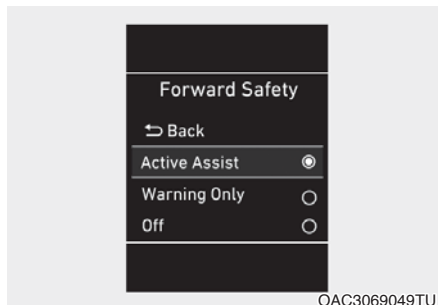 Forward Safety
Back
Active Assist
Warning Only
Off
OAC3069049TU